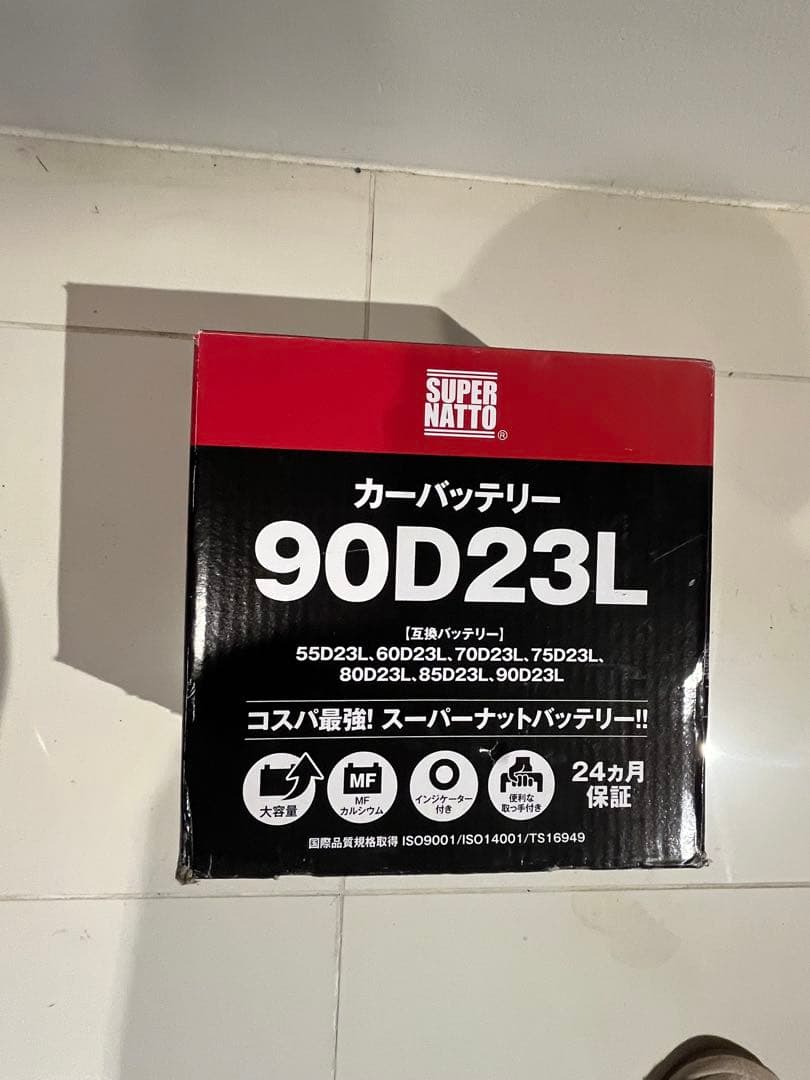 SUPER
NATTO
®
カーバッテリー
90D23L
【互換バッテリー】
55D23L、60D23L、70D23L、75D23L、
80D23L、85D23L、90D23L
コスパ最強! スーパーナットバッテリー!!
大容量
MF
MF
カルシウム
インジケーター
付き
便利な
取っ手付き
24ヵ月
保証
国際品質規格取得 ISO9001/ISO14001/TS16949